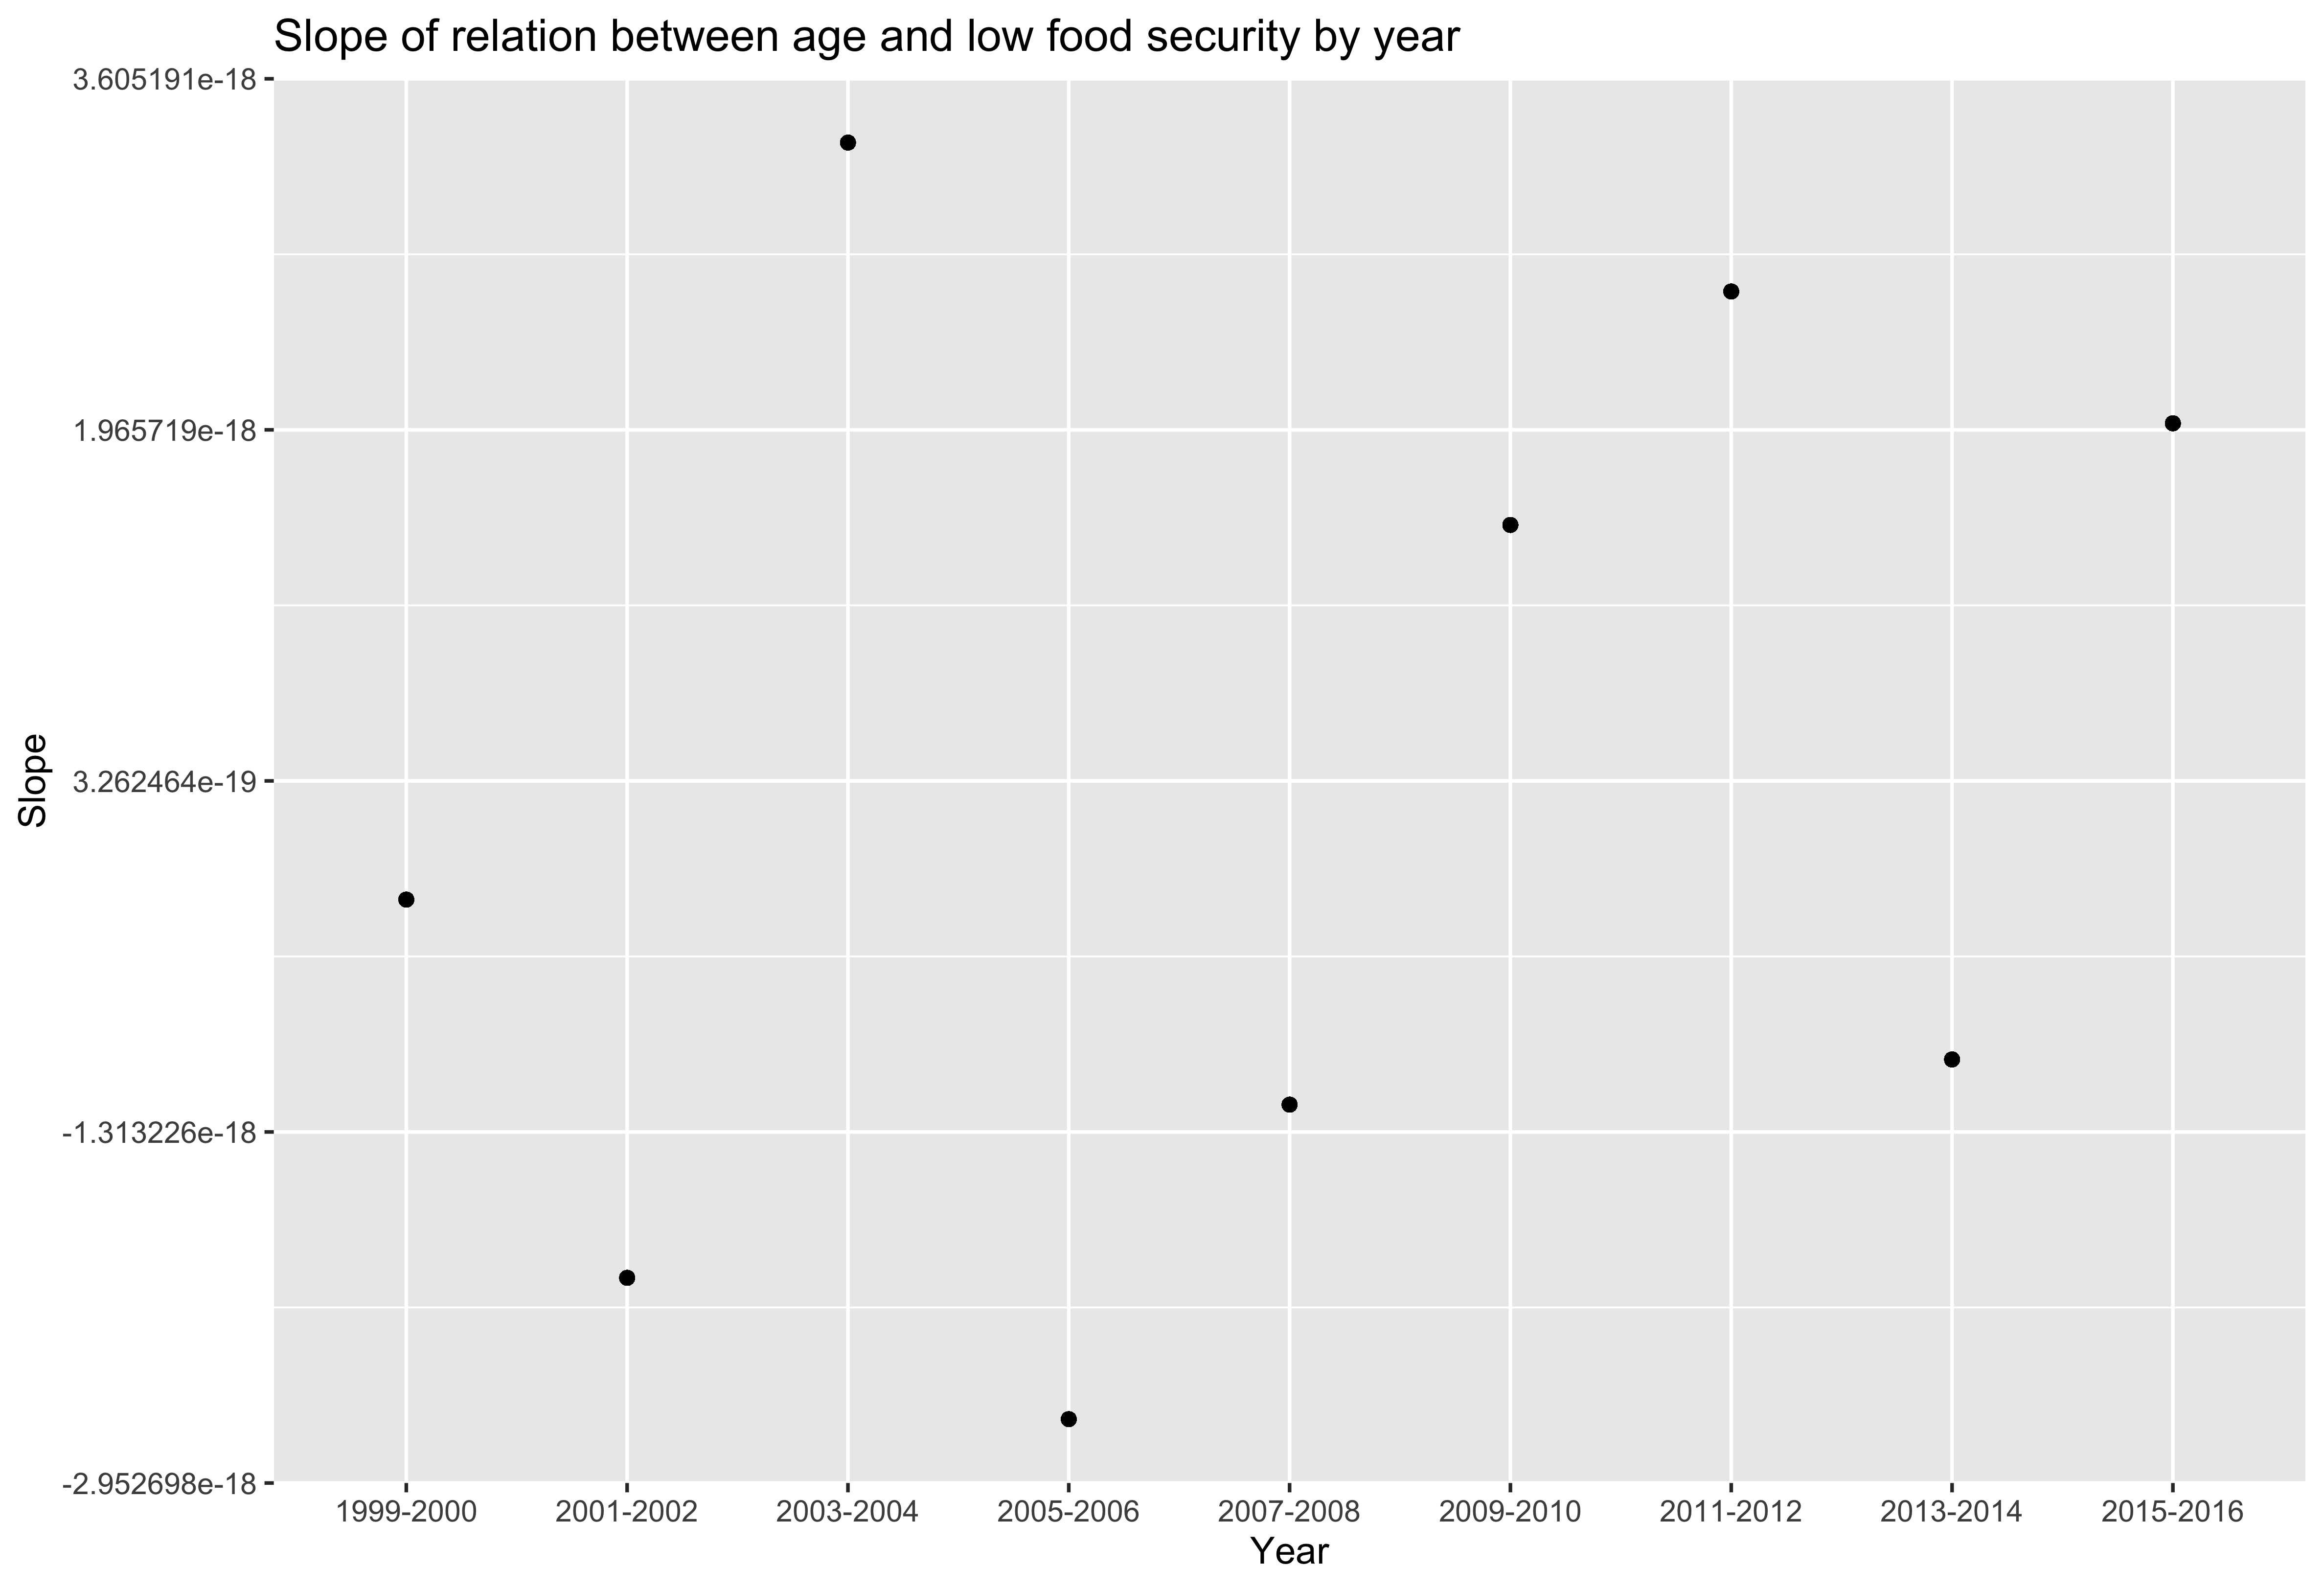 Slope of relation between age and low food security by year
3.605191e-18
1.965719e-18
3.262464e-19
-1.313226e-18
-2.952698e-18
Slope
1999-2000 2001-2002 2003-2004 2005-2006 2007-2008 2009-2010 2011-2012 2013-2014 2015-2016
Year